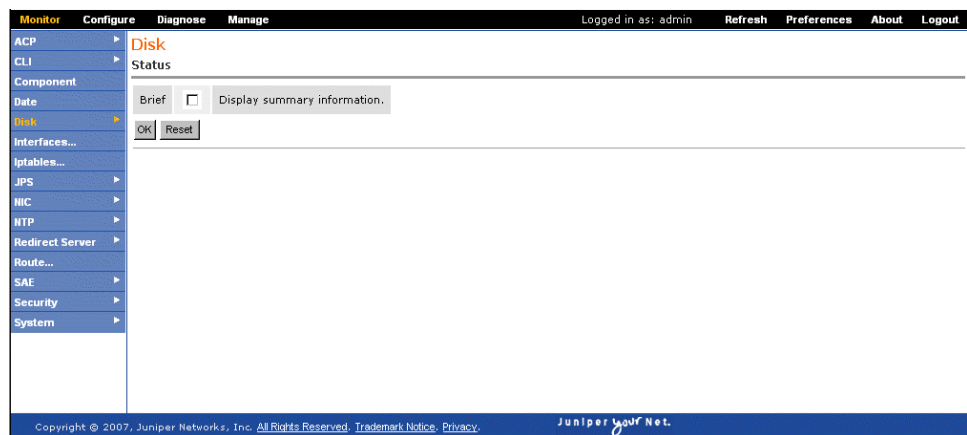 Monitor Configure Diagnose Manage Logged in as: admin Refresh Preferences About Logout
ACP
CLI
Component
Date
Disk
Interfaces...
Iptables...
JPS
NIC
NTP
Redirect Server
Route...
SAE
Security
System
Disk
Status
Brief Display summary information.
OK Reset
Copyright © 2007, Juniper Networks, Inc. All Rights Reserved. Trademark Notice. Privacy.
Juniper your Net.